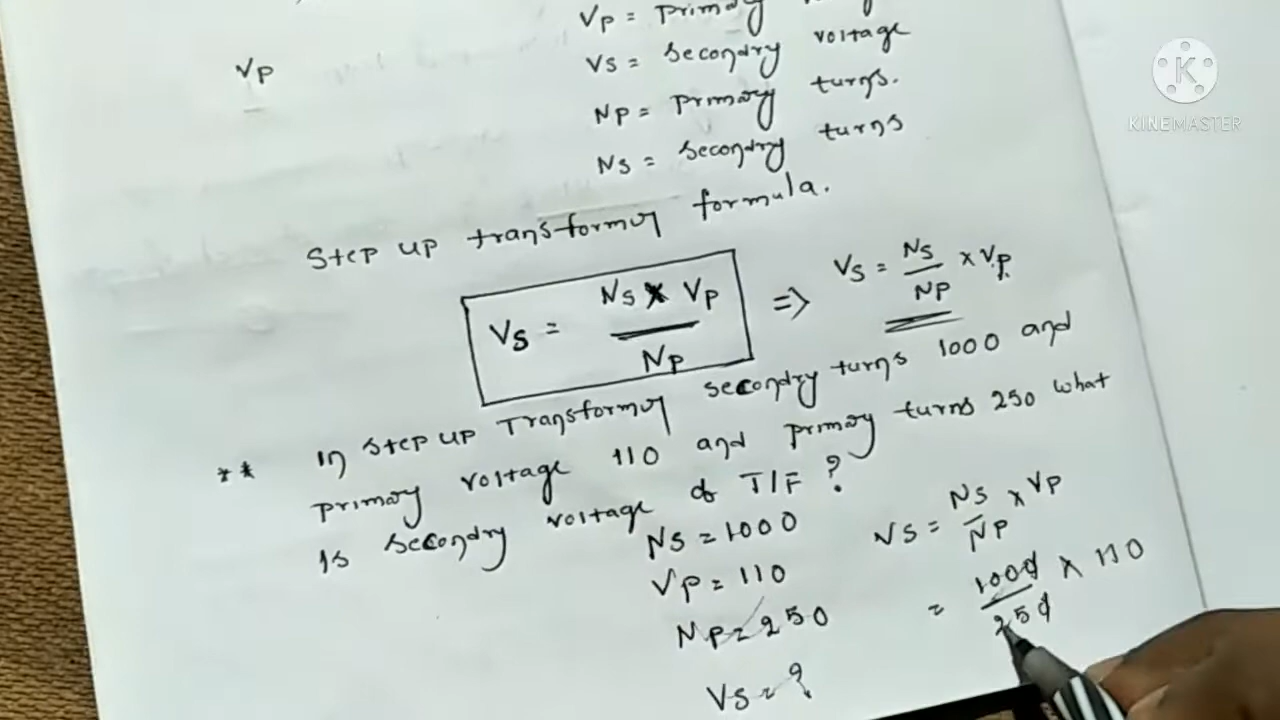 Vp = primary
Vp
Vs = secondry voltage
Np = primary turns.
Ns = secondry turns
Step up transformer formula.
Vs = Ns x Vp / Np => Vs = Ns / Np x Vp
** In step up Transformer secondry turns 1000 and
primary voltage 110 and primary turns 250 what
is secondry voltage of T/F ?
Ns = 1000
Vs = Ns / Np x Vp
Vp = 110
= 1000 / 250 x 110
Np = 250
Vs = ?
KINEMASTER